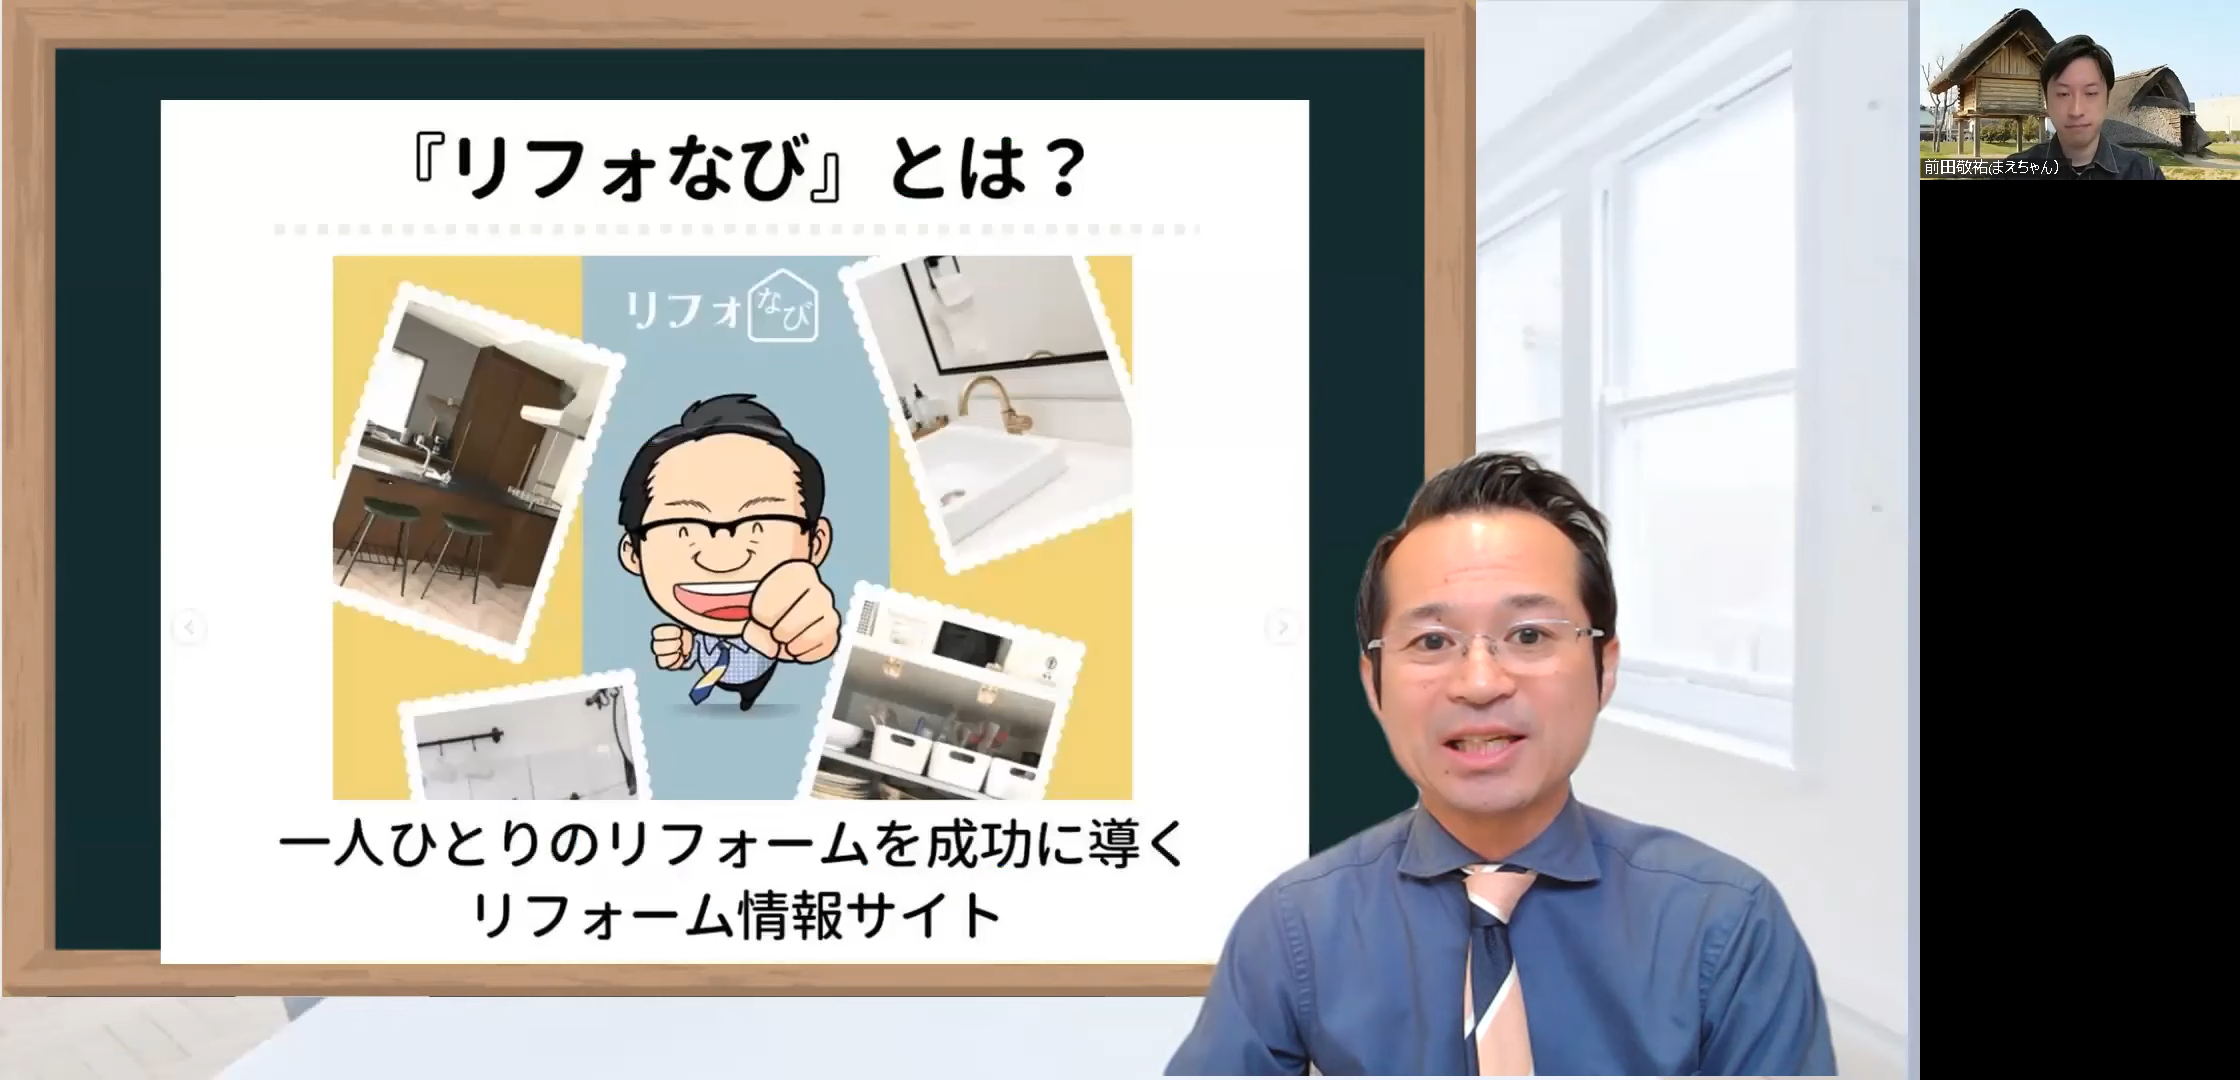 『リフォなび』とは？
リフォなび
一人ひとりのリフォームを成功に導く
リフォーム情報サイト
前田敬祐(まえちゃん)